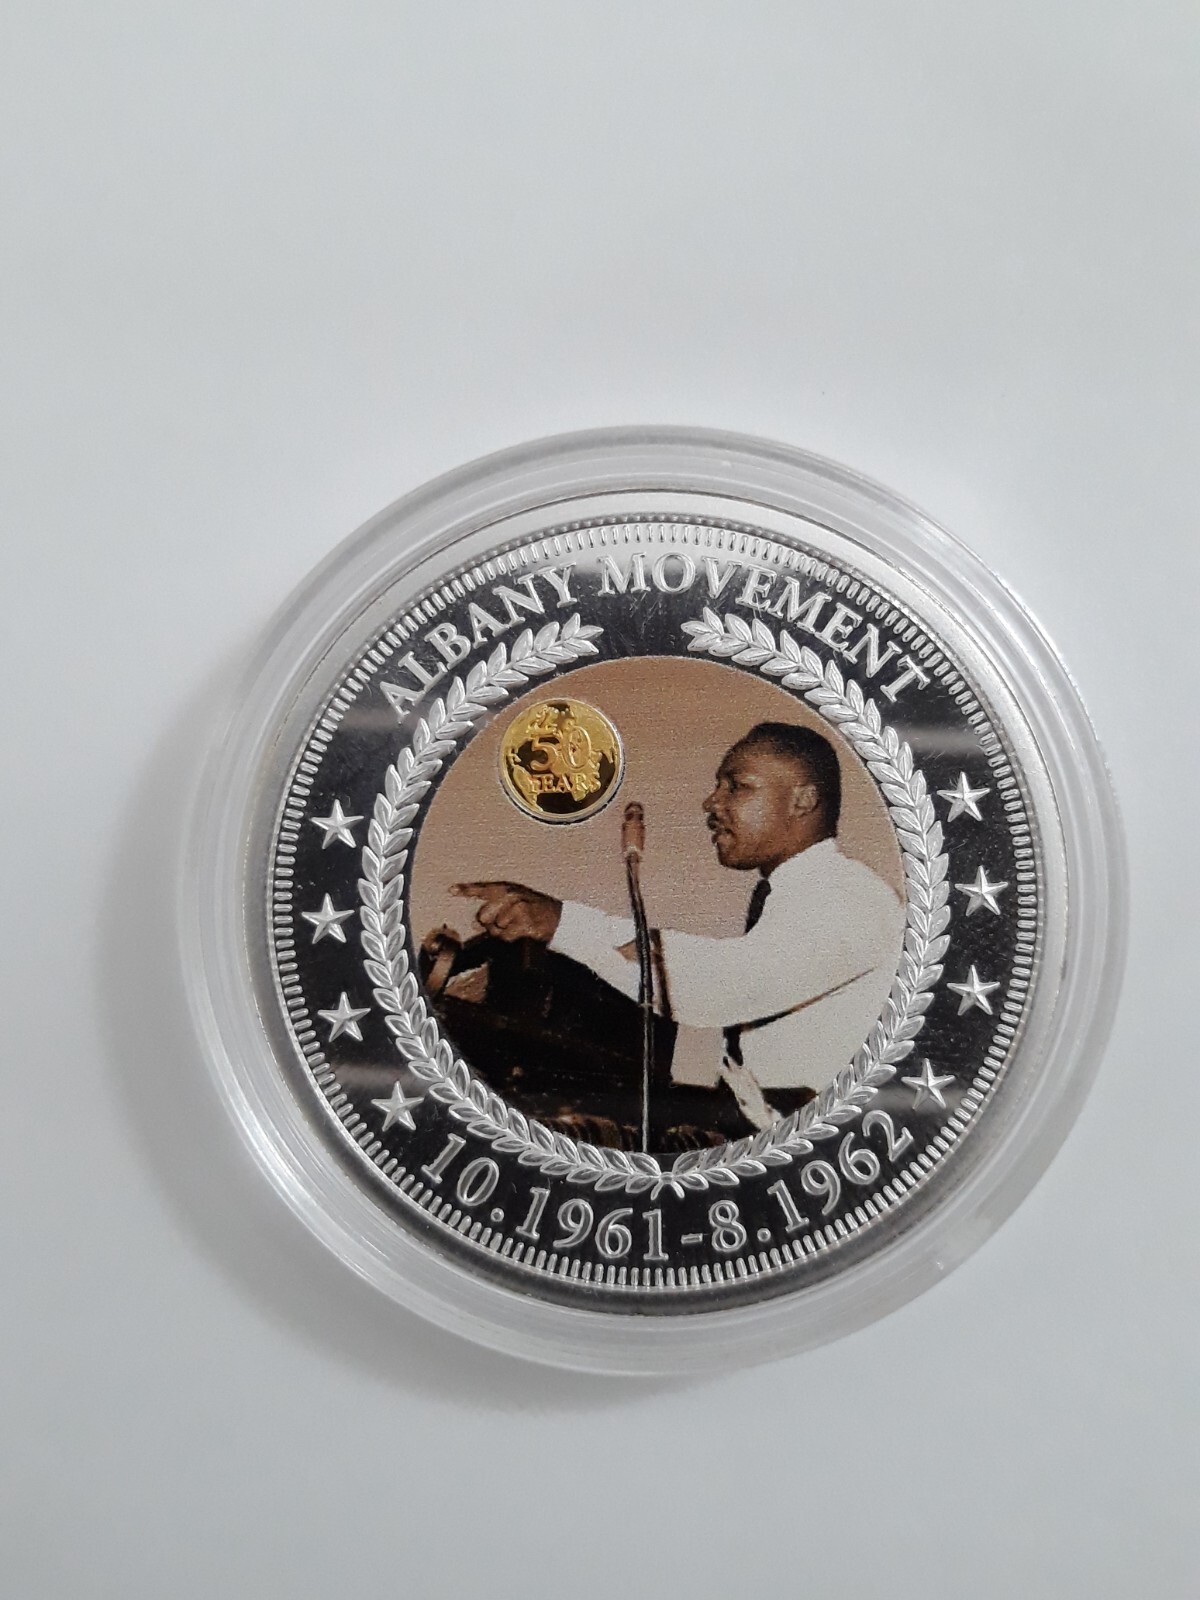 ALBANY MOVEMENT
50
YEARS
10.1961-8.1962